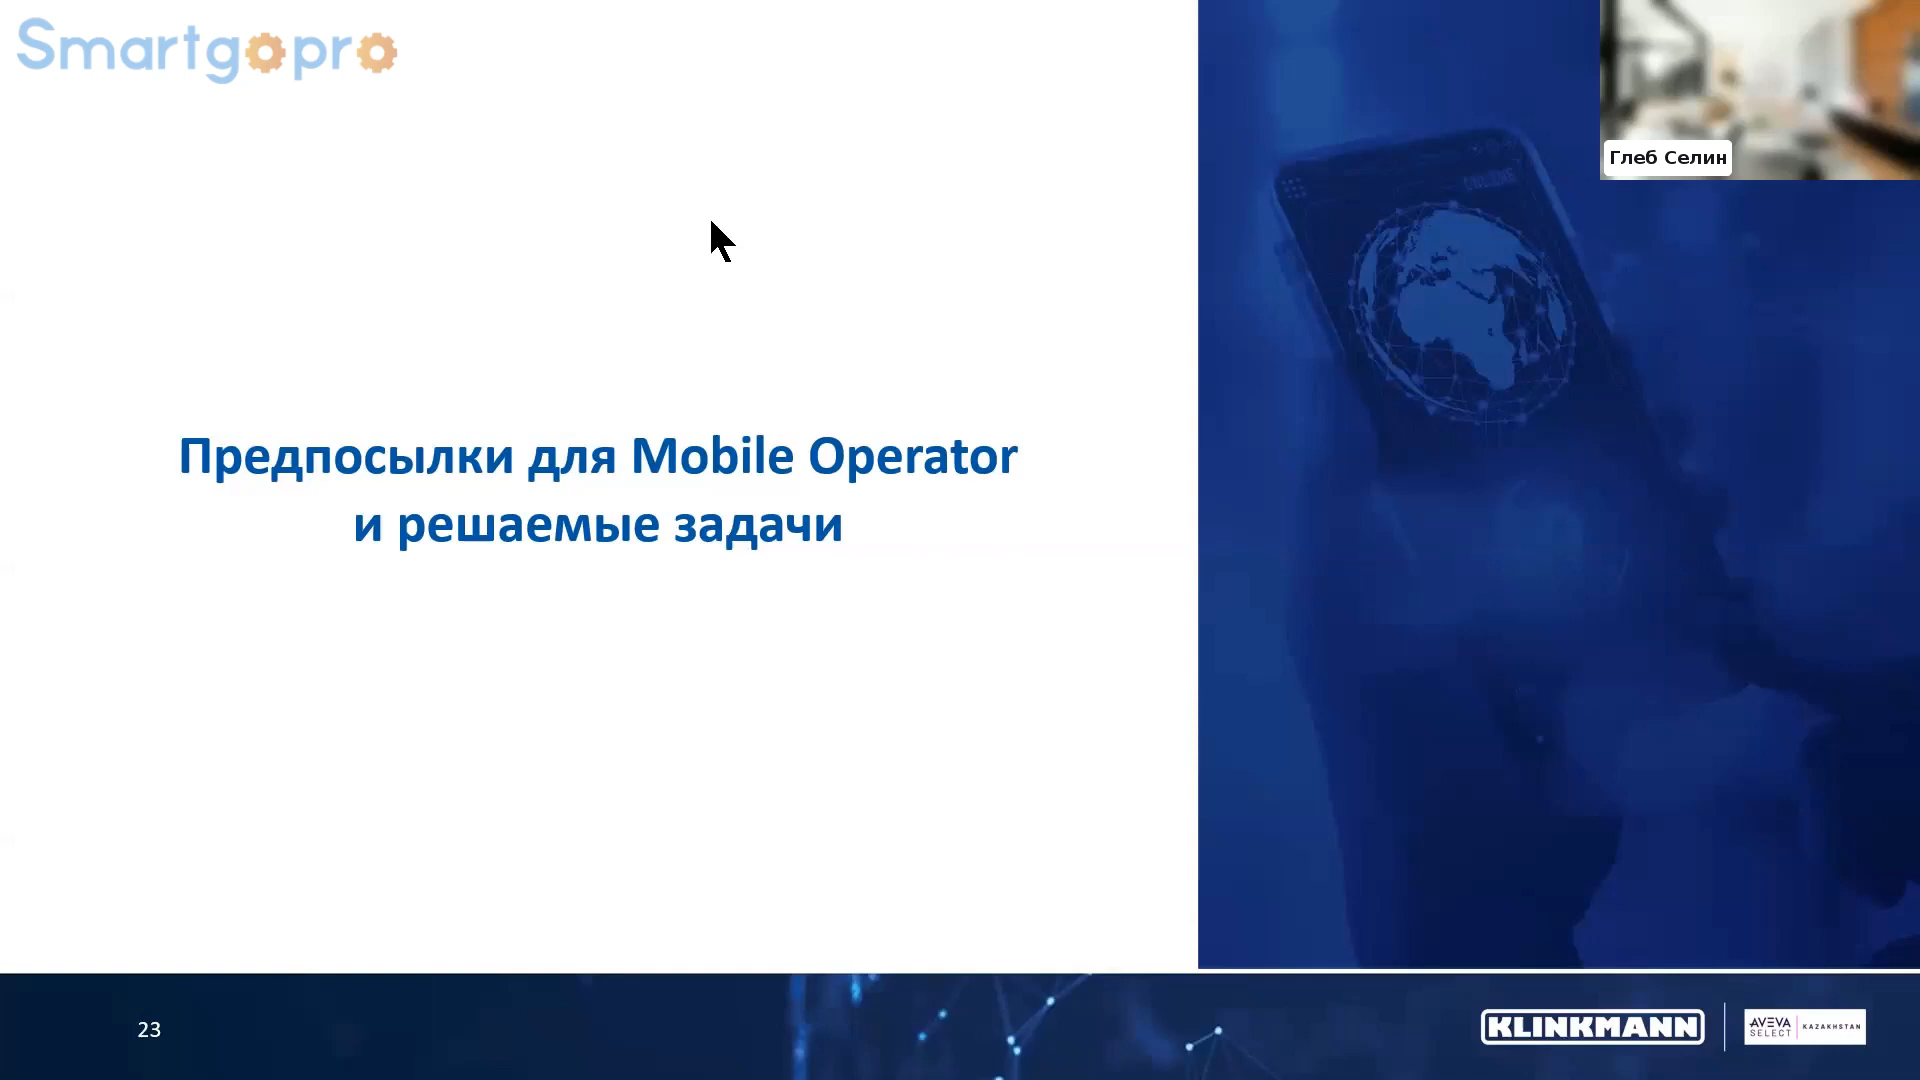 Smartgopro
Глеб Селин
Предпосылки для Mobile Operator
и решаемые задачи
23
KLINKMANN
AVEVA
SELECT
KAZAKHSTAN